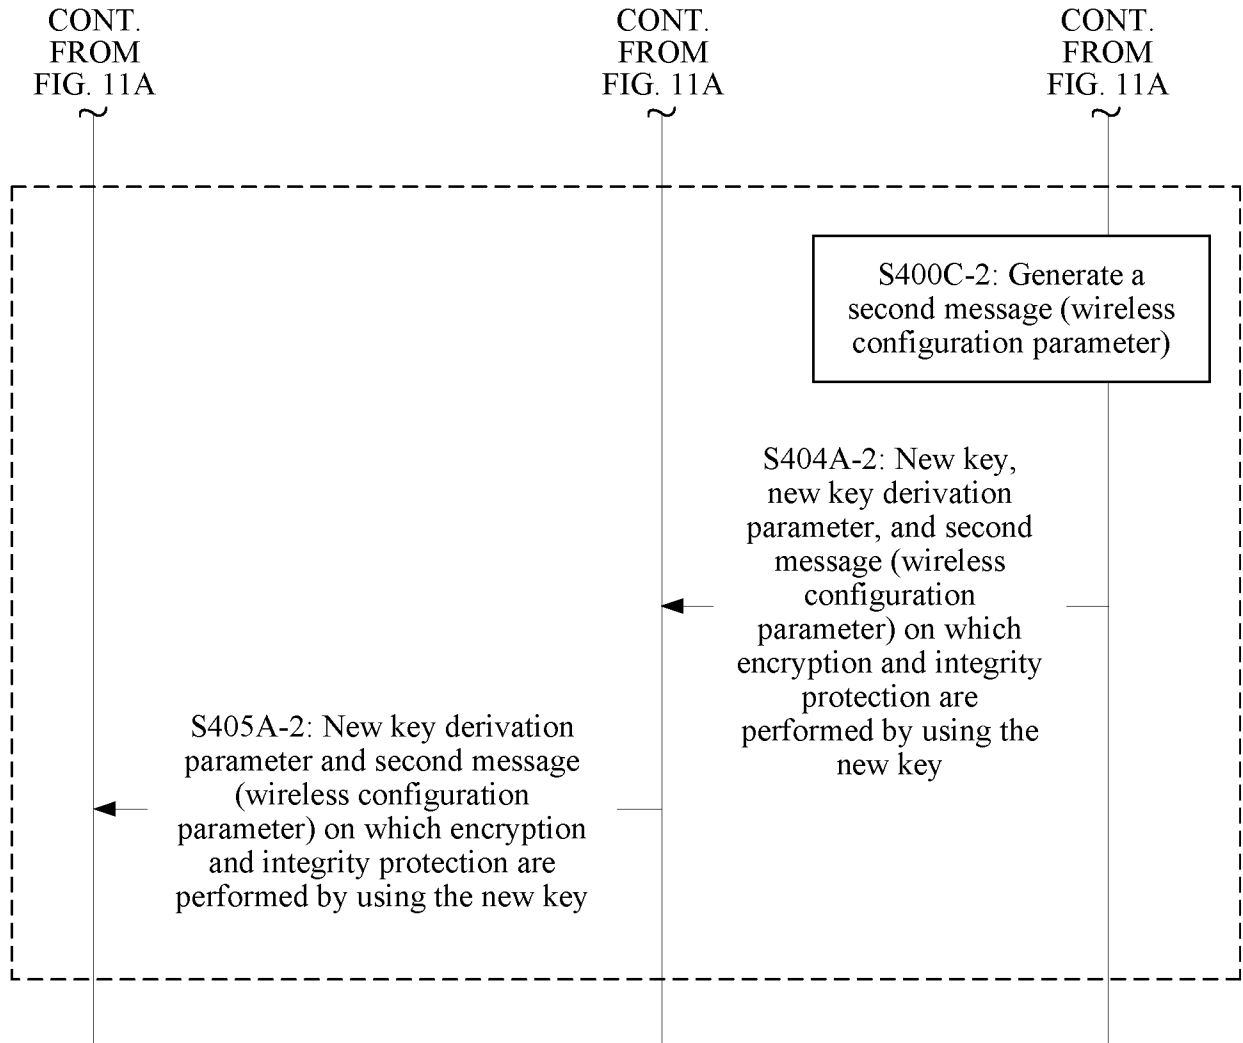 CONT.
FROM
FIG. 11A
CONT.
FROM
FIG. 11A
CONT.
FROM
FIG. 11A
S400C-2: Generate a
second message (wireless
configuration parameter)
S404A-2: New key,
new key derivation
parameter, and second
message (wireless
configuration
parameter) on which
encryption and integrity
protection are
performed by using the
new key
S405A-2: New key derivation
parameter and second message
(wireless configuration
parameter) on which encryption
and integrity protection are
performed by using the new key